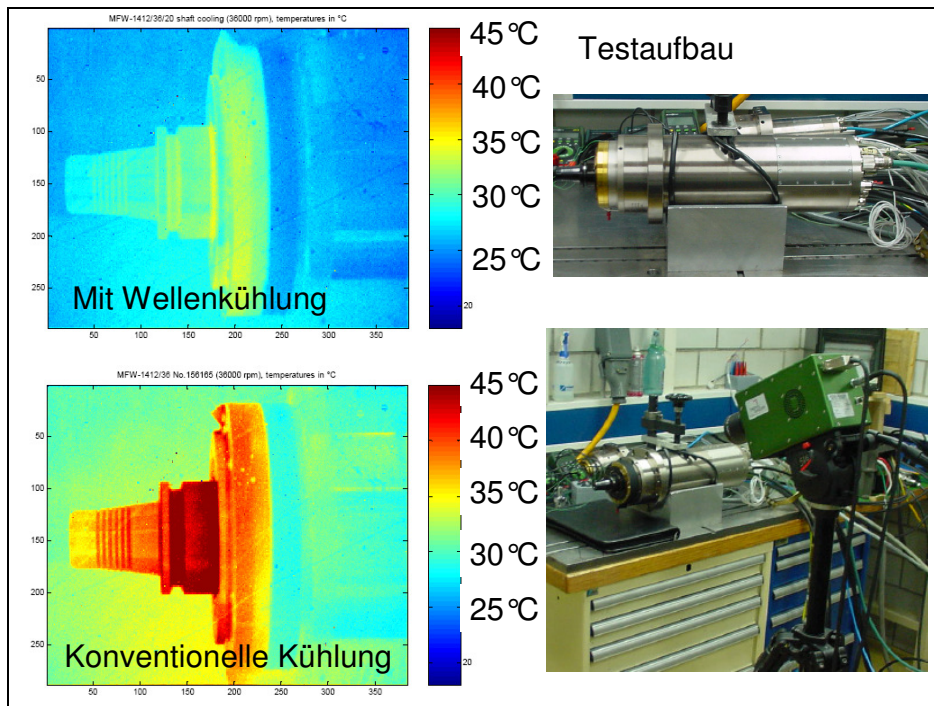 MFW-1412/36/20 shaft cooling (36000 rpm), temperatures in °C
50
100
150
200
250
50 100 150 200 250 300 350
Mit Wellenkühlung
45°C
40°C
35°C
30°C
25°C
20
Testaufbau
MFW-1412/36 No.156165 (36000 rpm), temperatures in °C
50
100
150
200
250
50 100 150 200 250 300 350
Konventionelle Kühlung
45°C
40°C
35°C
30°C
25°C
20